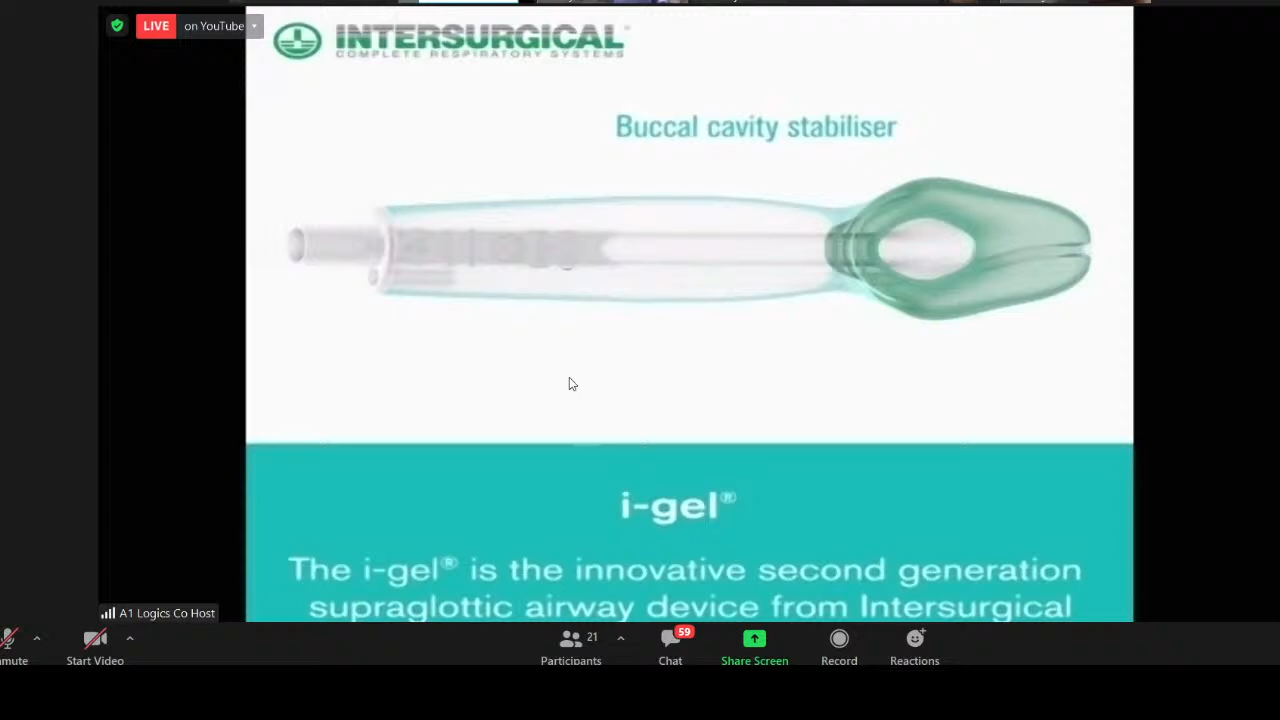 LIVE on YouTube
INTERSURGICAL
COMPLETE RESPIRATORY SYSTEMS
Buccal cavity stabiliser
i-gel®
The i-gel® is the innovative second generation
supraglottic airway device from Intersurgical
A1 Logics Co Host
21
59
mute
Start Video
Participants
Chat
Share Screen
Record
Reactions